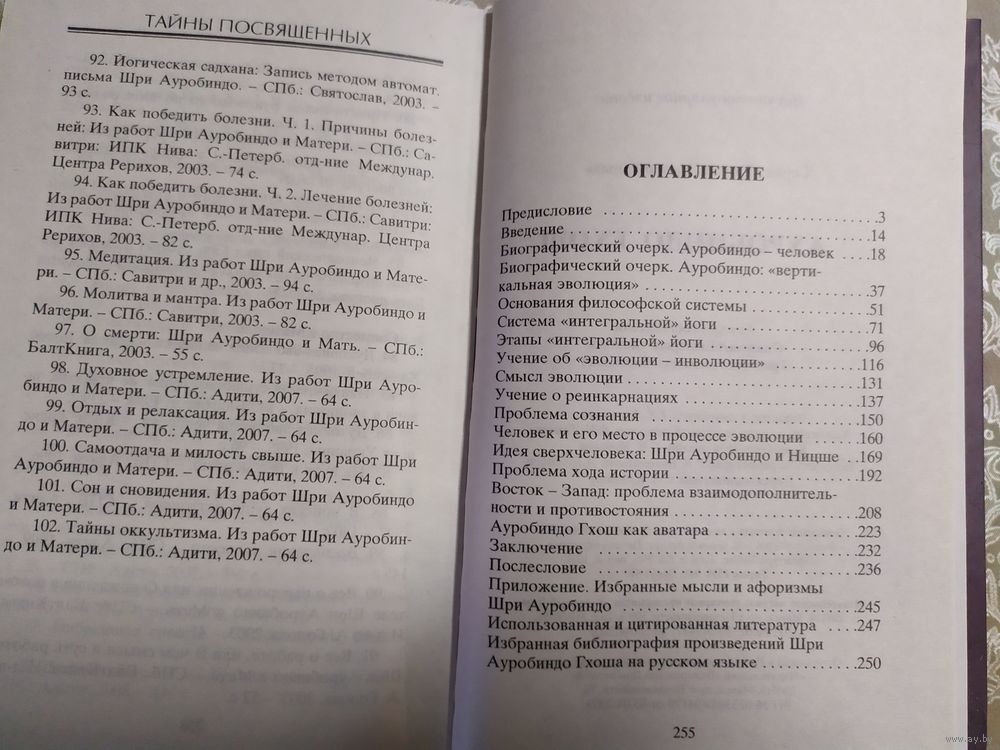 ТАЙНЫ ПОСВЯЩЕННЫХ
92. Йогическая садхана: Запись методом автомат.
письма Шри Ауробиндо. – СПб.: Святослав, 2003. –
93 с.
93. Как победить болезни. Ч. 1. Причины болез-
ней: Из работ Шри Ауробиндо и Матери. – СПб.: Са-
витри: ИПК Нива: С.-Петерб. отд-ние Междунар.
Центра Рерихов, 2003. – 74 с.
94. Как победить болезни. Ч. 2. Лечение болезней:
Из работ Шри Ауробиндо и Матери. – СПб.: Савитри:
ИПК Нива: С.-Петерб. отд-ние Междунар. Центра
Рерихов, 2003. – 82 с.
95. Медитация. Из работ Шри Ауробиндо и Мате-
ри. – СПб.: Савитри и др., 2003. – 94 с.
96. Молитва и мантра. Из работ Шри Ауробиндо и
Матери. – СПб.: Савитри, 2003. – 82 с.
97. О смерти: Шри Ауробиндо и Мать. – СПб.:
БалтКнига, 2003. – 55 с.
98. Духовное устремление. Из работ Шри Ауро-
биндо и Матери. – СПб.: Адити, 2007. – 64 с.
99. Отдых и релаксация. Из работ Шри Ауробин-
до и Матери. – СПб.: Адити, 2007. – 64 с.
100. Самоотдача и милость свыше. Из работ Шри
Ауробиндо и Матери. – СПб.: Адити, 2007. – 64 с.
101. Сон и сновидения. Из работ Шри Ауробиндо
и Матери. – СПб.: Адити, 2007. – 64 с.
102. Тайны оккультизма. Из работ Шри Ауробин-
до и Матери. – СПб.: Адити, 2007. – 64 с.
ОГЛАВЛЕНИЕ
Предисловие ....................3
Введение ....................14
Биографический очерк. Ауробиндо – человек ....18
Биографический очерк. Ауробиндо: «верти-
кальная эволюция» ....................37
Основания философской системы ....................51
Система «интегральной» йоги ....................71
Этапы «интегральной» йоги ....................96
Учение об «эволюции – инволюции» ..........116
Смысл эволюции ....................131
Учение о реинкарнациях ....................137
Проблема сознания ....................150
Человек и его место в процессе эволюции ......160
Идея сверхчеловека: Шри Ауробиндо и Ницше ..169
Проблема хода истории ....................192
Восток – Запад: проблема взаимодополнитель-
ности и противостояния ....................208
Ауробиндо Гхош как аватара ....................223
Заключение ....................232
Послесловие ....................236
Приложение. Избранные мысли и афоризмы
Шри Ауробиндо ....................245
Использованная и цитированная литература ....247
Избранная библиография произведений Шри
Ауробиндо Гхоша на русском языке ............250
255
www.ay.by